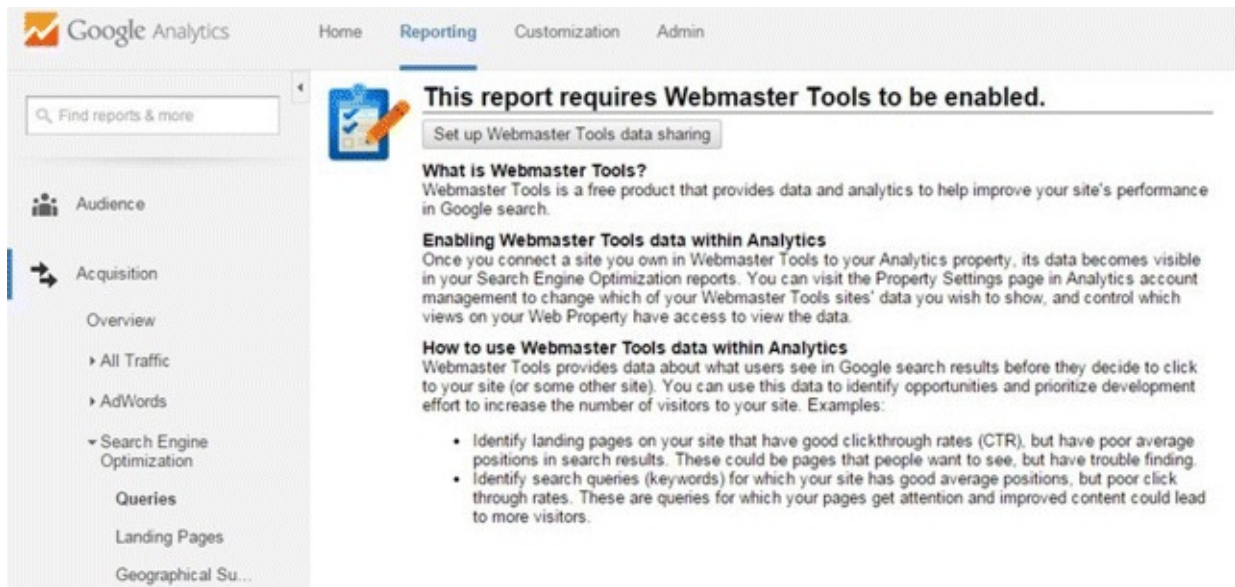 Google Analytics
Home Reporting Customization Admin
Find reports & more
Audience
Acquisition
Overview
All Traffic
AdWords
Search Engine
Optimization
Queries
Landing Pages
Geographical Su...
This report requires Webmaster Tools to be enabled.
Set up Webmaster Tools data sharing
What is Webmaster Tools?
Webmaster Tools is a free product that provides data and analytics to help improve your site's performance
in Google search.
Enabling Webmaster Tools data within Analytics
Once you connect a site you own in Webmaster Tools to your Analytics property, its data becomes visible
in your Search Engine Optimization reports. You can visit the Property Settings page in Analytics account
management to change which of your Webmaster Tools sites' data you wish to show, and control which
views on your Web Property have access to view the data.
How to use Webmaster Tools data within Analytics
Webmaster Tools provides data about what users see in Google search results before they decide to click
to your site (or some other site). You can use this data to identify opportunities and prioritize development
effort to increase the number of visitors to your site. Examples:
• Identify landing pages on your site that have good clickthrough rates (CTR), but have poor average
positions in search results. These could be pages that people want to see, but have trouble finding.
• Identify search queries (keywords) for which your site has good average positions, but poor click
through rates. These are queries for which your pages get attention and improved content could lead
to more visitors.